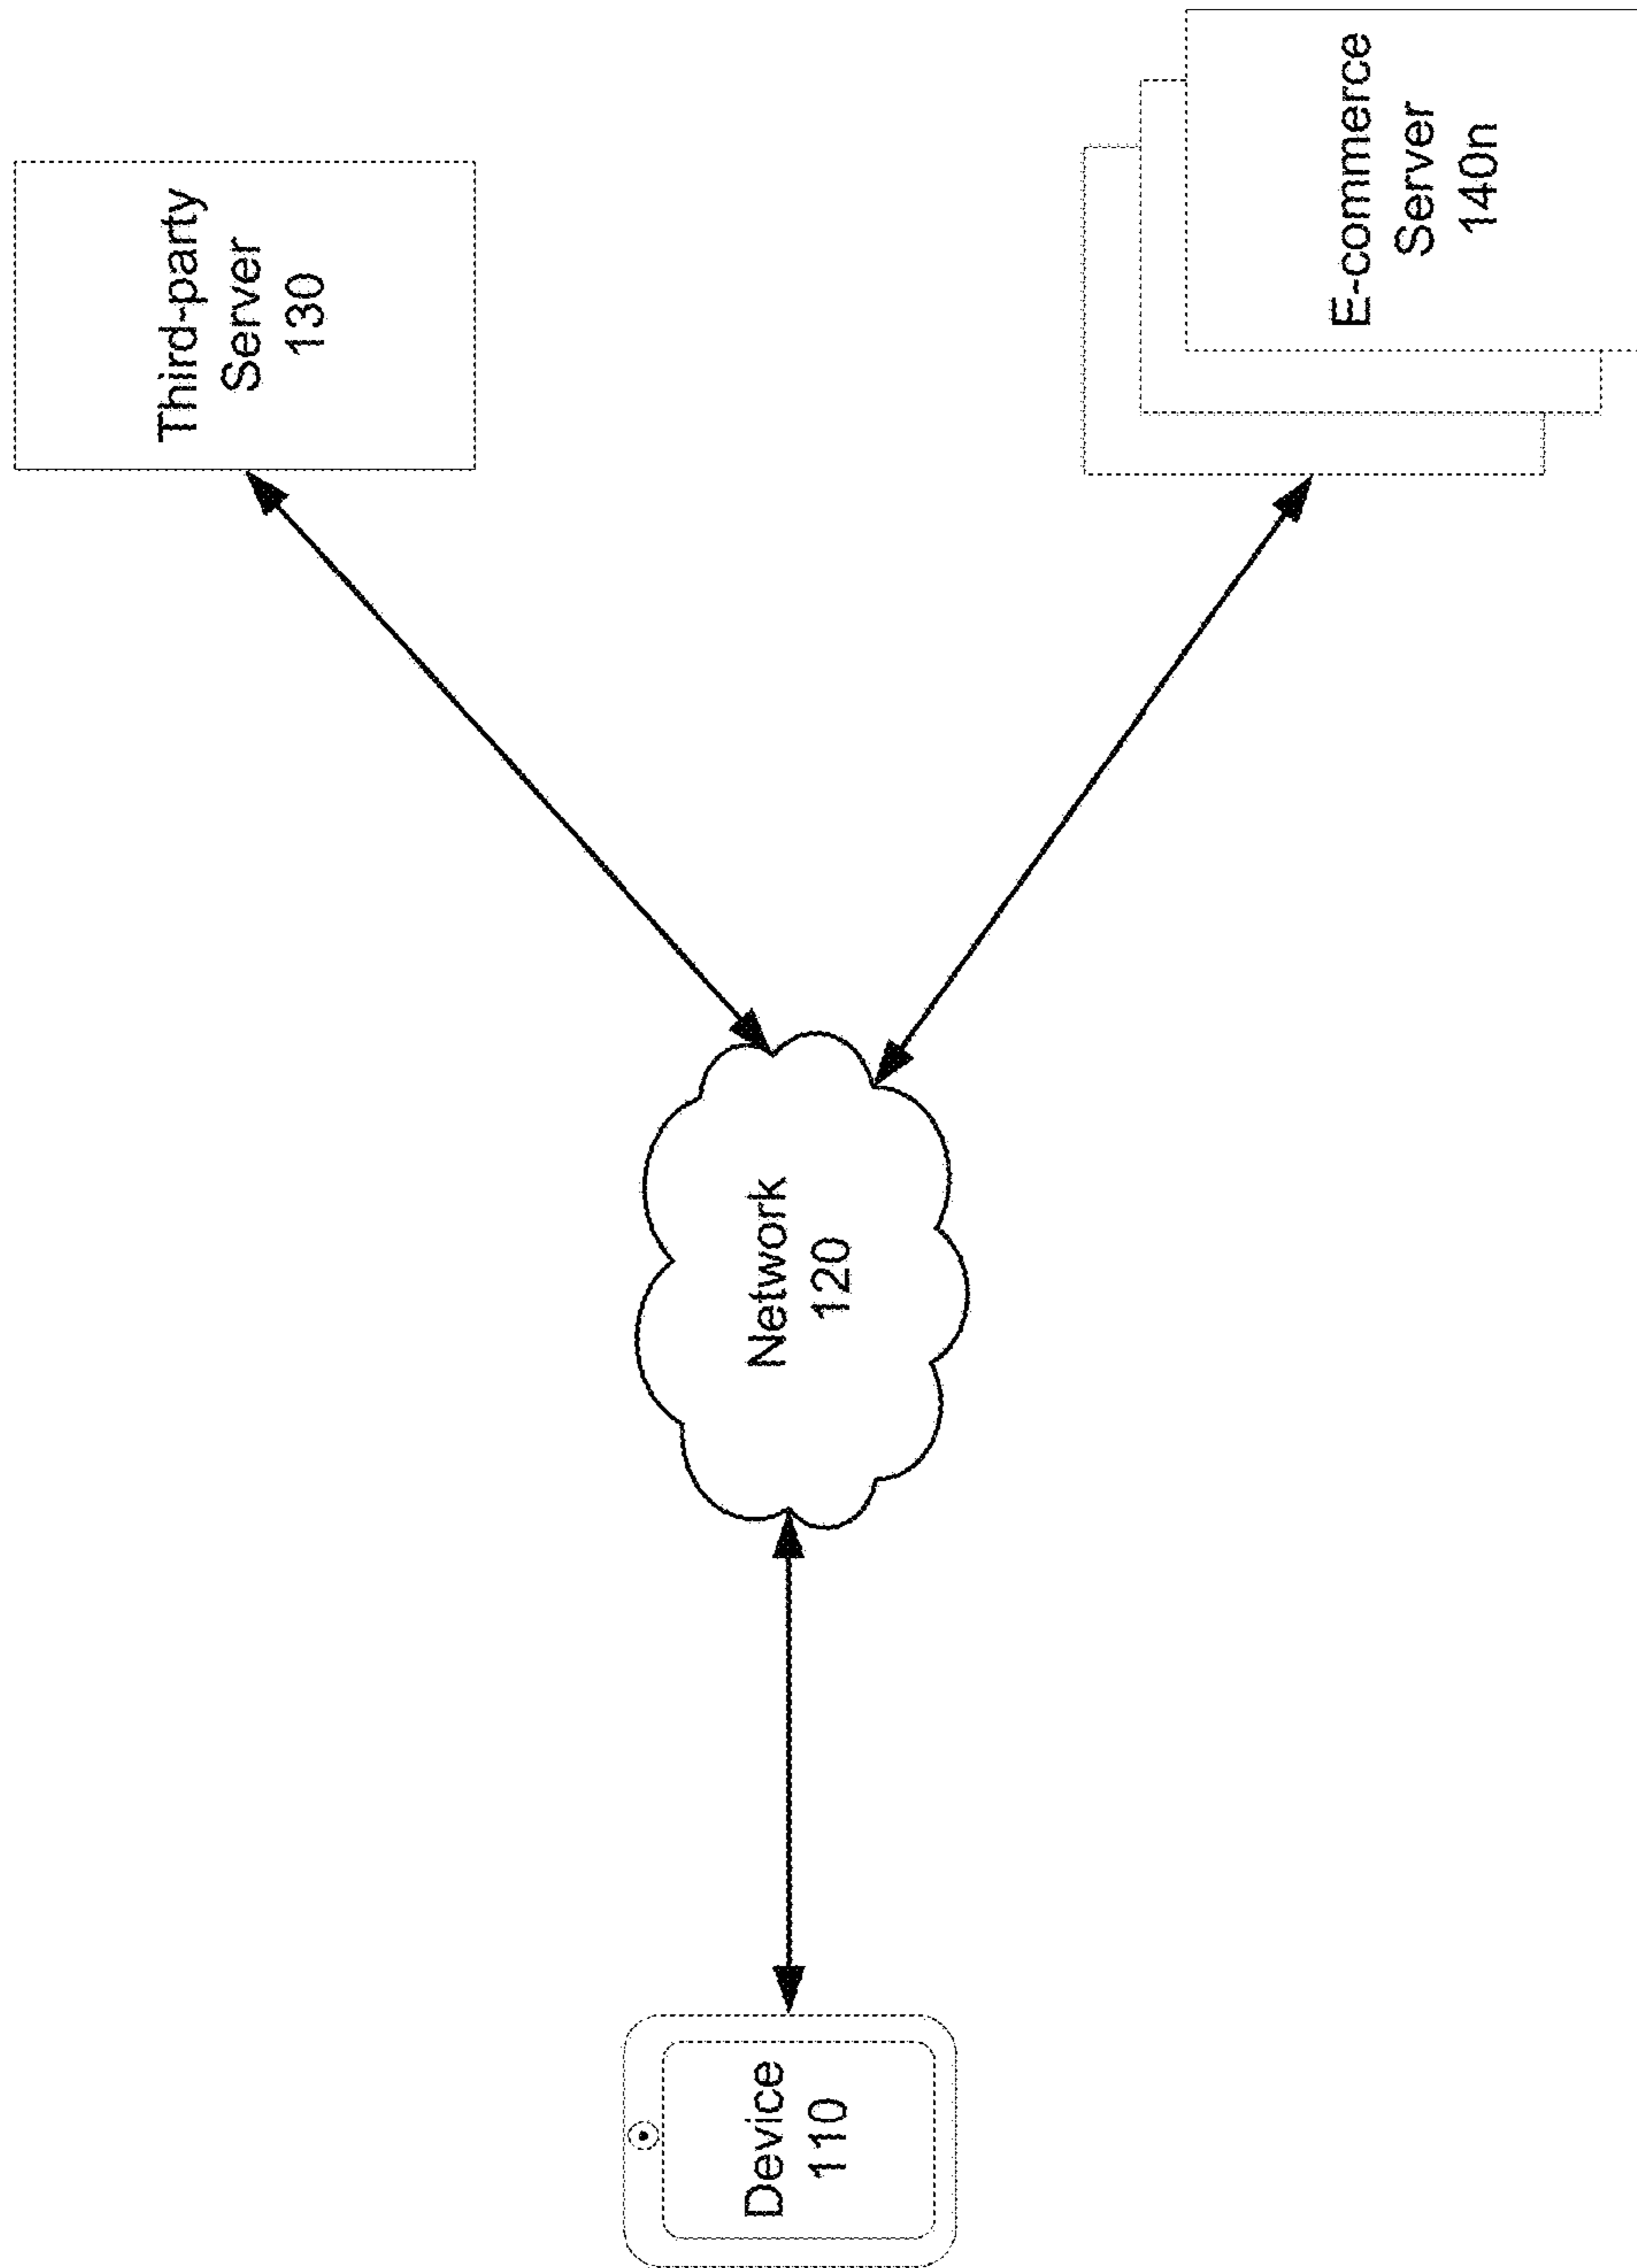 Third-party
Server
130
E-commerce
Server
140n
Network
120
Device
110